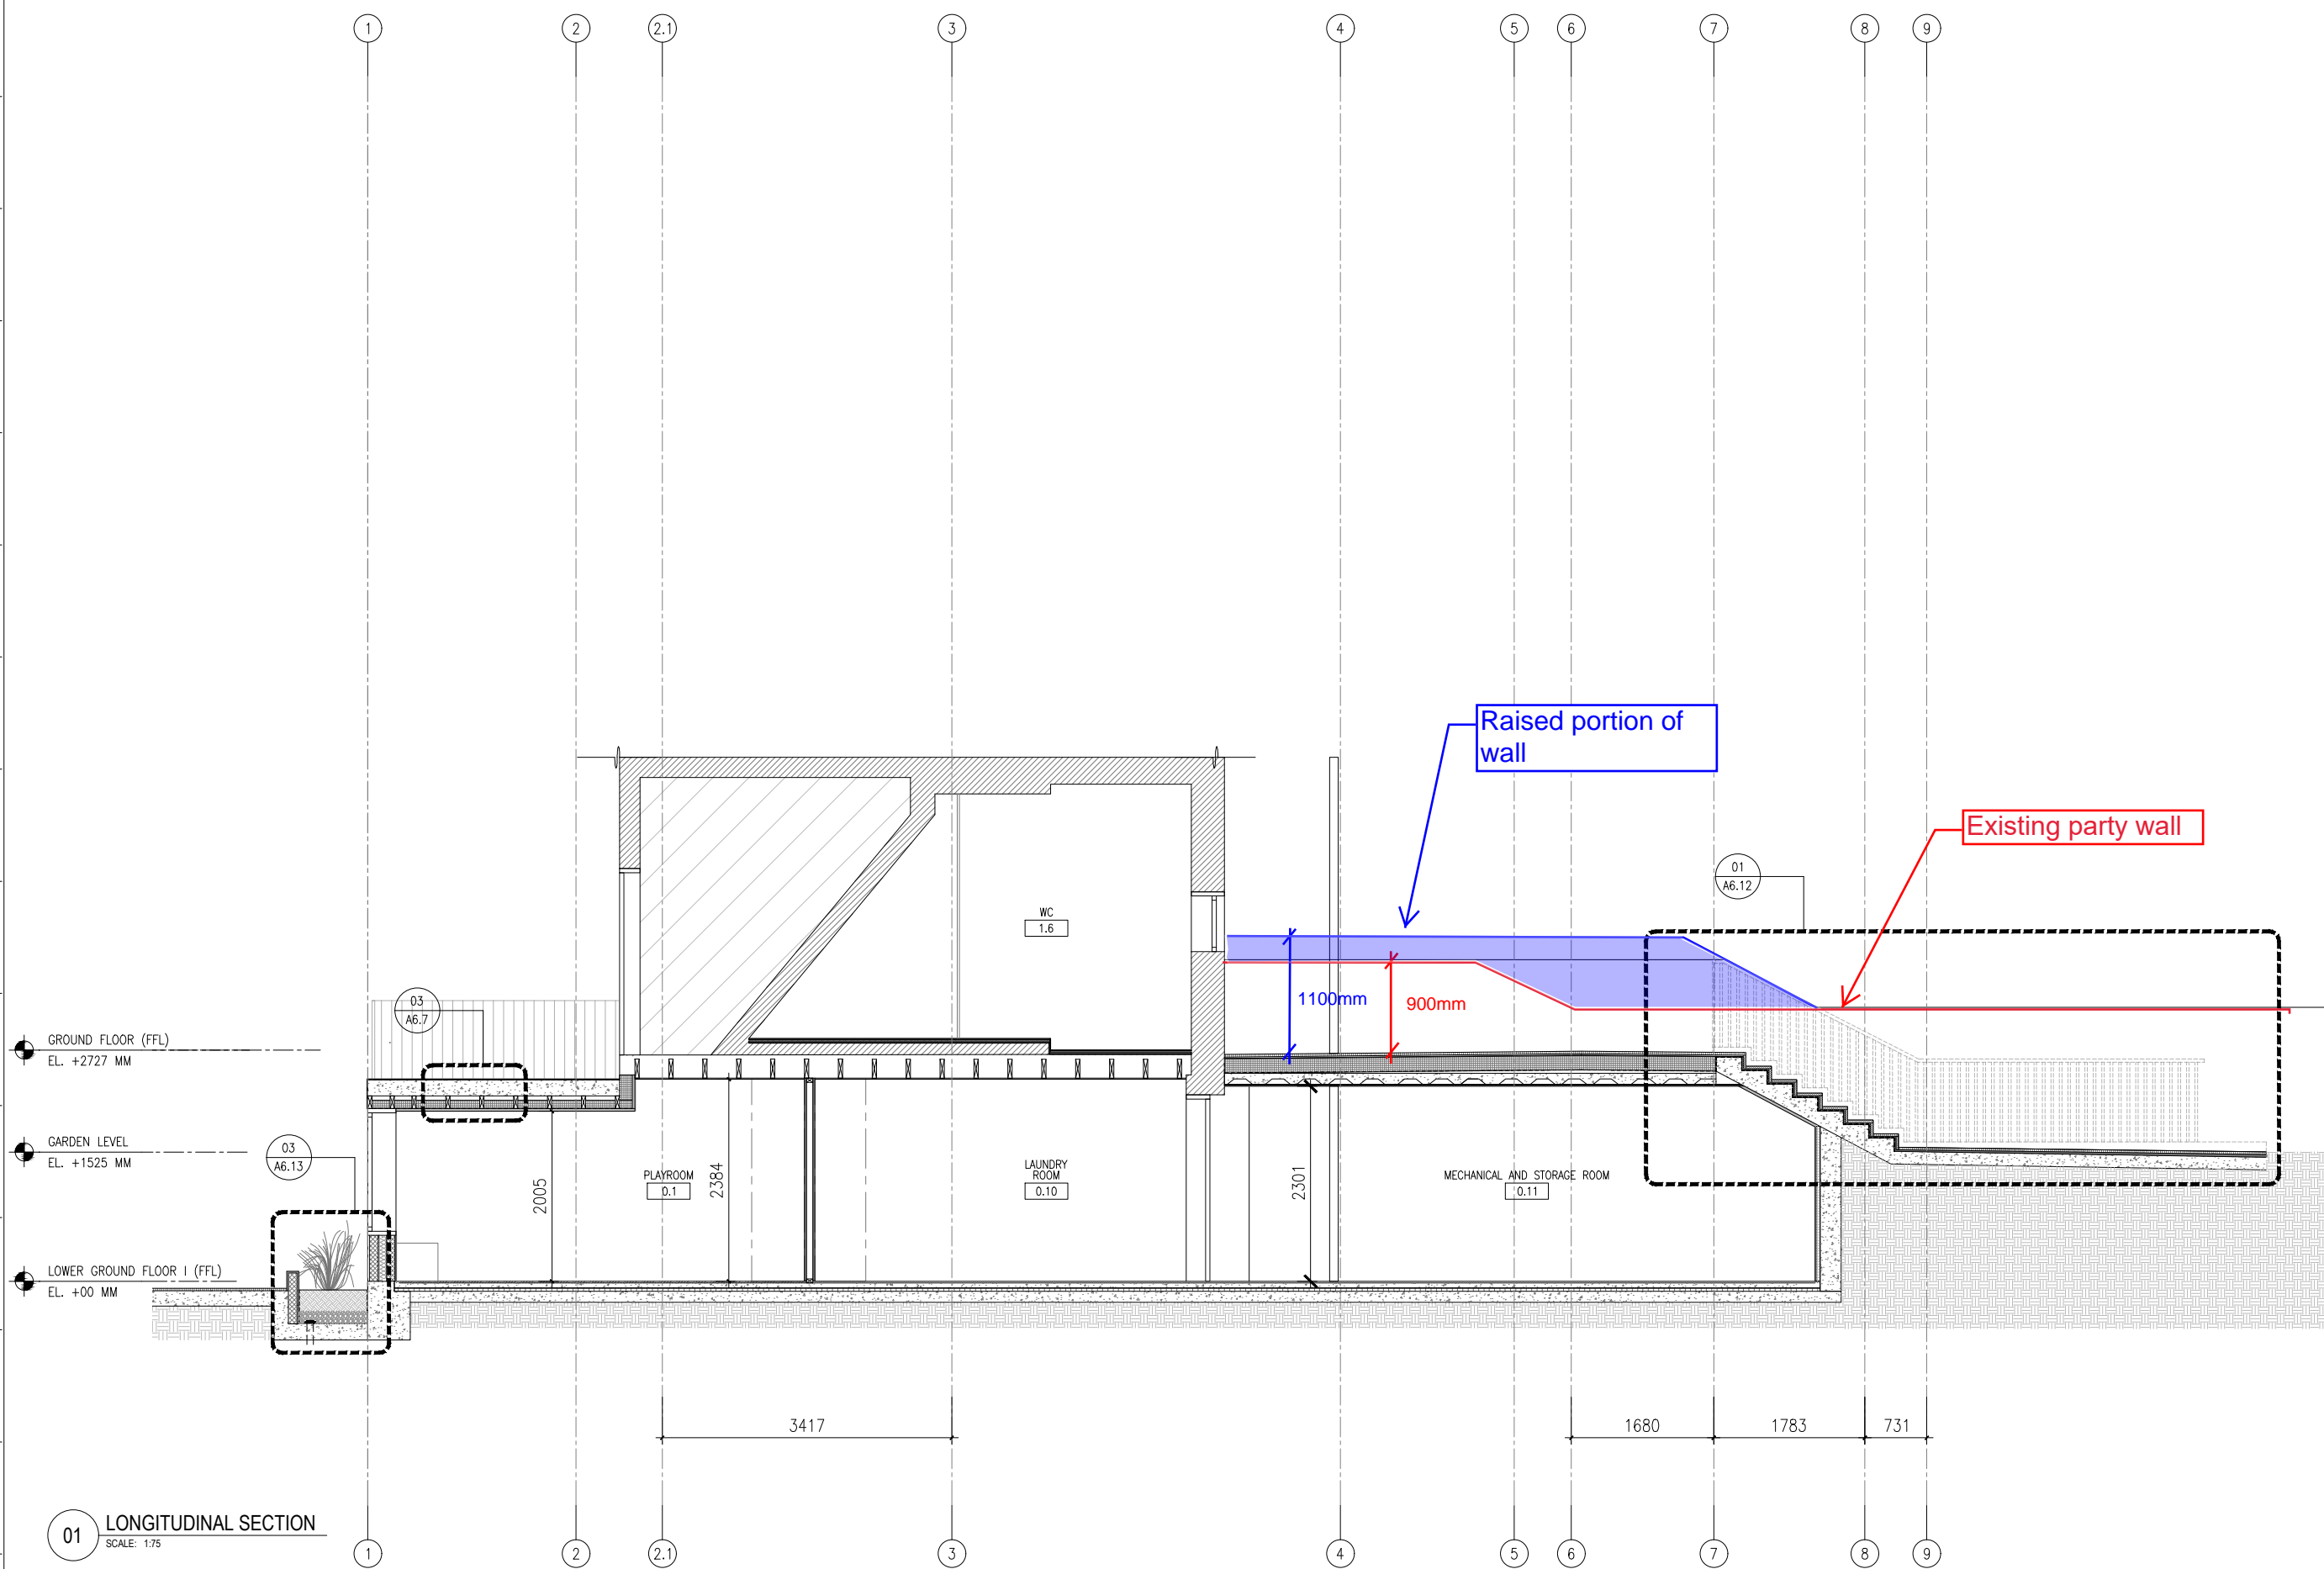 1 2 2.1 3 4 5 6 7 8 9
Raised portion of
wall
Existing party wall
01
A6.12
WC
1.6
1100mm
900mm
03
A6.7
GROUND FLOOR (FFL)
EL. +2727 MM
GARDEN LEVEL
EL. +1525 MM
03
A6.13
PLAYROOM
0.1
2005
2384
LAUNDRY
ROOM
0.10
2301
MECHANICAL AND STORAGE ROOM
0.11
LOWER GROUND FLOOR I (FFL)
EL. +00 MM
3417 1680 1783 731
01 LONGITUDINAL SECTION
SCALE: 1:75
1 2 2.1 3 4 5 6 7 8 9